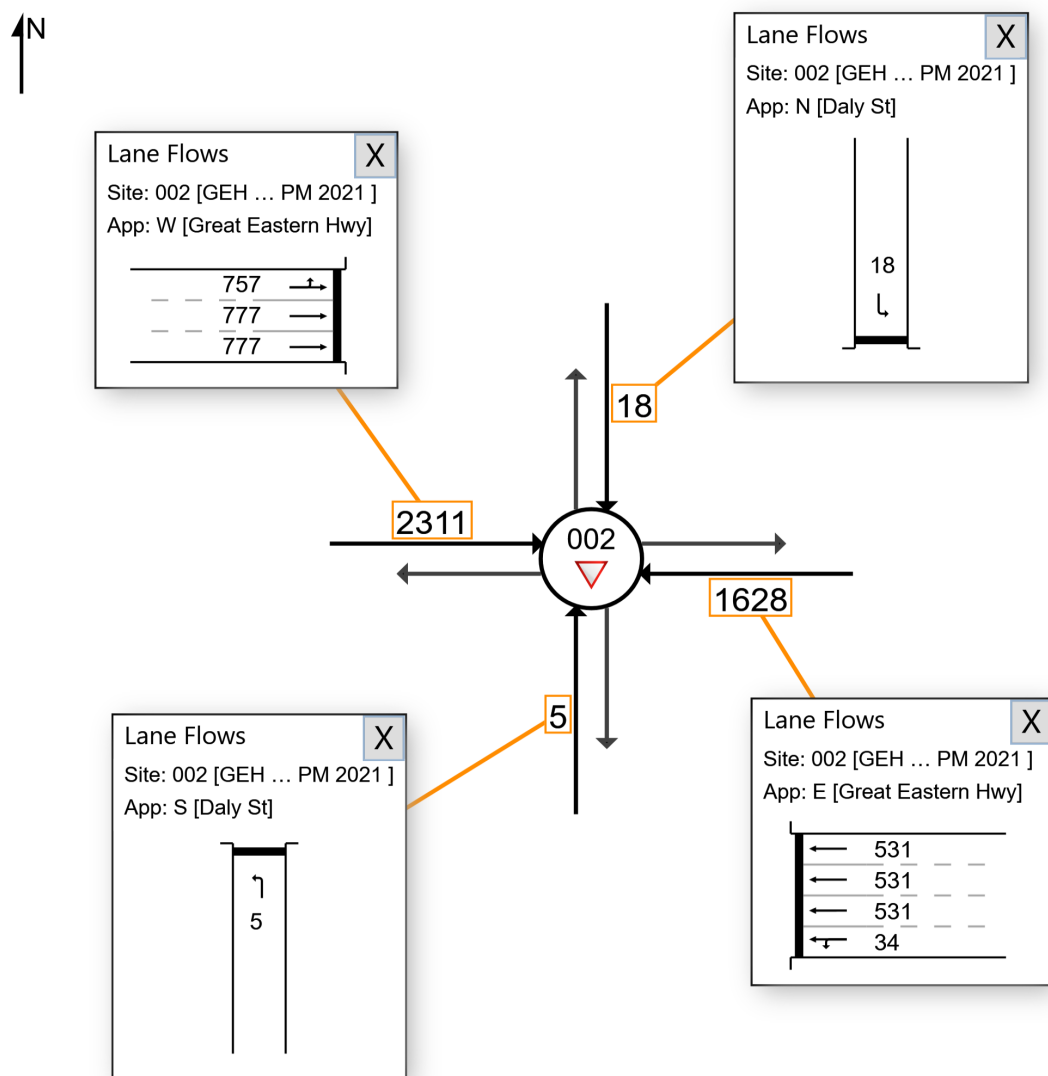 N
Lane Flows X
Site: 002 [GEH … PM 2021 ]
App: N [Daly St]
18
Lane Flows X
Site: 002 [GEH … PM 2021 ]
App: W [Great Eastern Hwy]
757
777
777
18
2311
002
1628
5
Lane Flows X
Site: 002 [GEH … PM 2021 ]
App: S [Daly St]
5
Lane Flows X
Site: 002 [GEH … PM 2021 ]
App: E [Great Eastern Hwy]
531
531
531
34